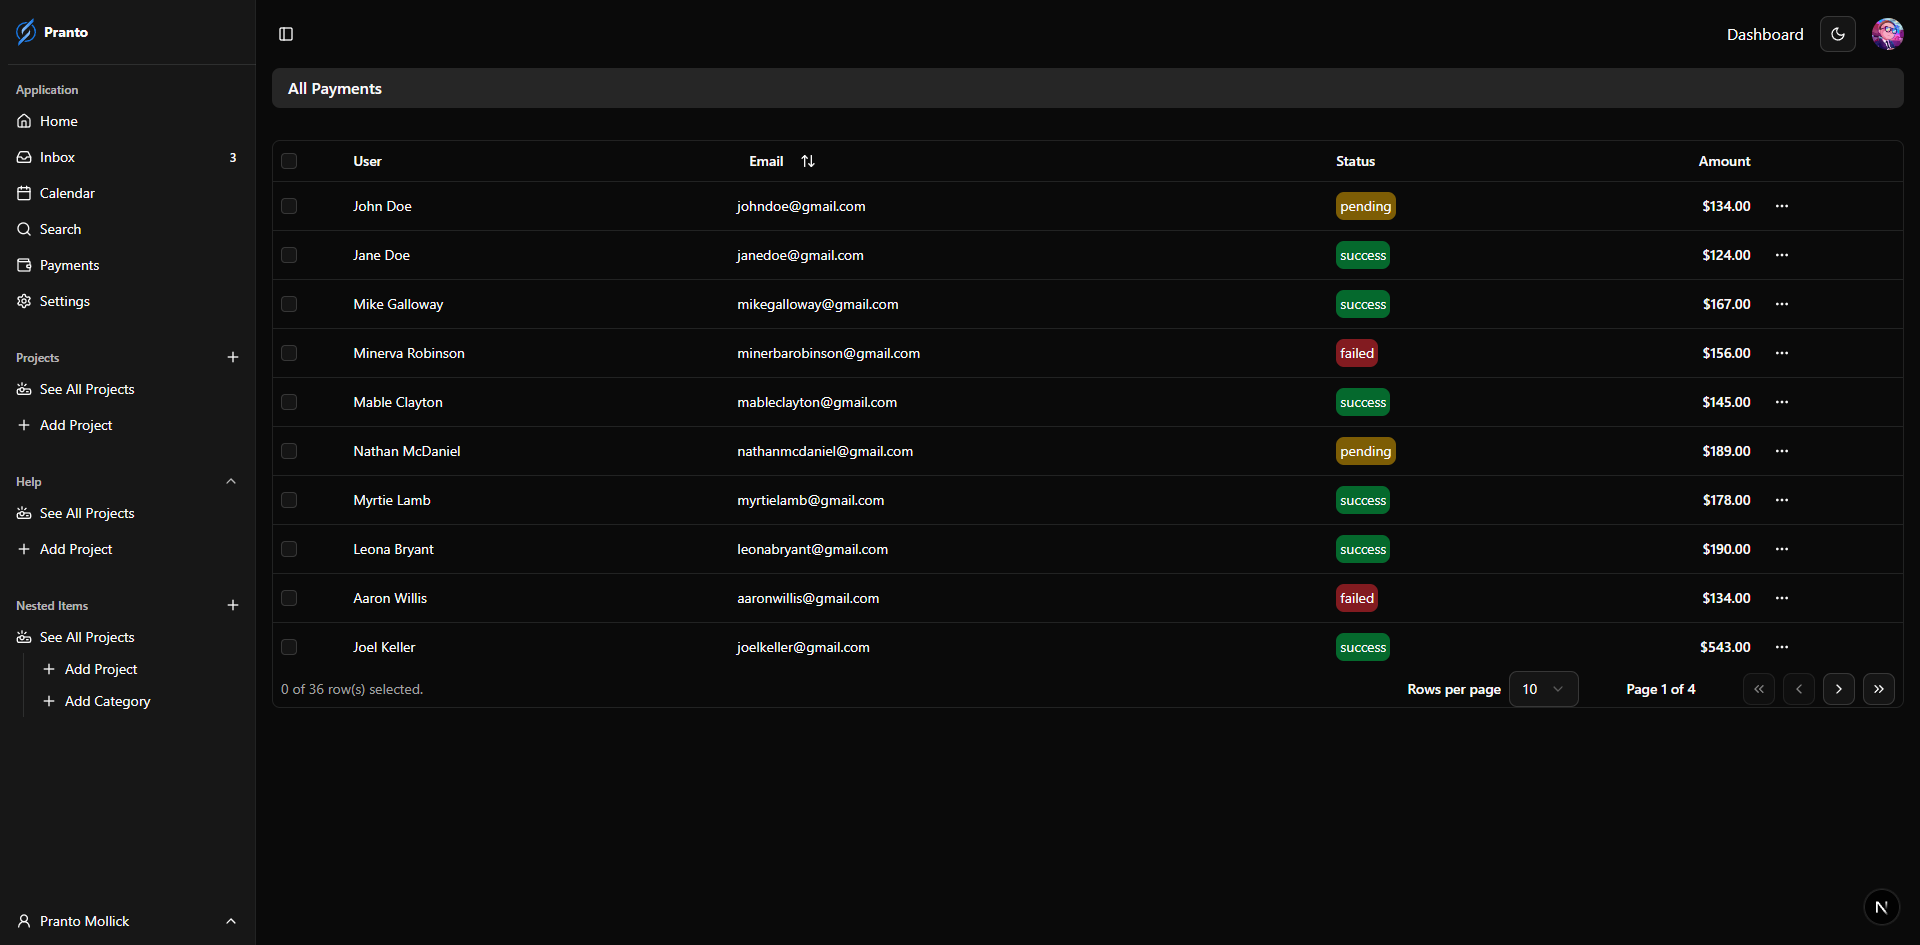 Pranto
Application
Home
Inbox 3
Calendar
Search
Payments
Settings
Projects
See All Projects
Add Project
Help
See All Projects
Add Project
Nested Items
See All Projects
Add Project
Add Category
Pranto Mollick
Dashboard
All Payments
User Email Status Amount
John Doe johndoe@gmail.com pending $134.00
Jane Doe janedoe@gmail.com success $124.00
Mike Galloway mikegalloway@gmail.com success $167.00
Minerva Robinson minerbarobinson@gmail.com failed $156.00
Mable Clayton mableclayton@gmail.com success $145.00
Nathan McDaniel nathanmcdaniel@gmail.com pending $189.00
Myrtie Lamb myrtielamb@gmail.com success $178.00
Leona Bryant leonabryant@gmail.com success $190.00
Aaron Willis aaronwillis@gmail.com failed $134.00
Joel Keller joelkeller@gmail.com success $543.00
0 of 36 row(s) selected. Rows per page 10 Page 1 of 4
N